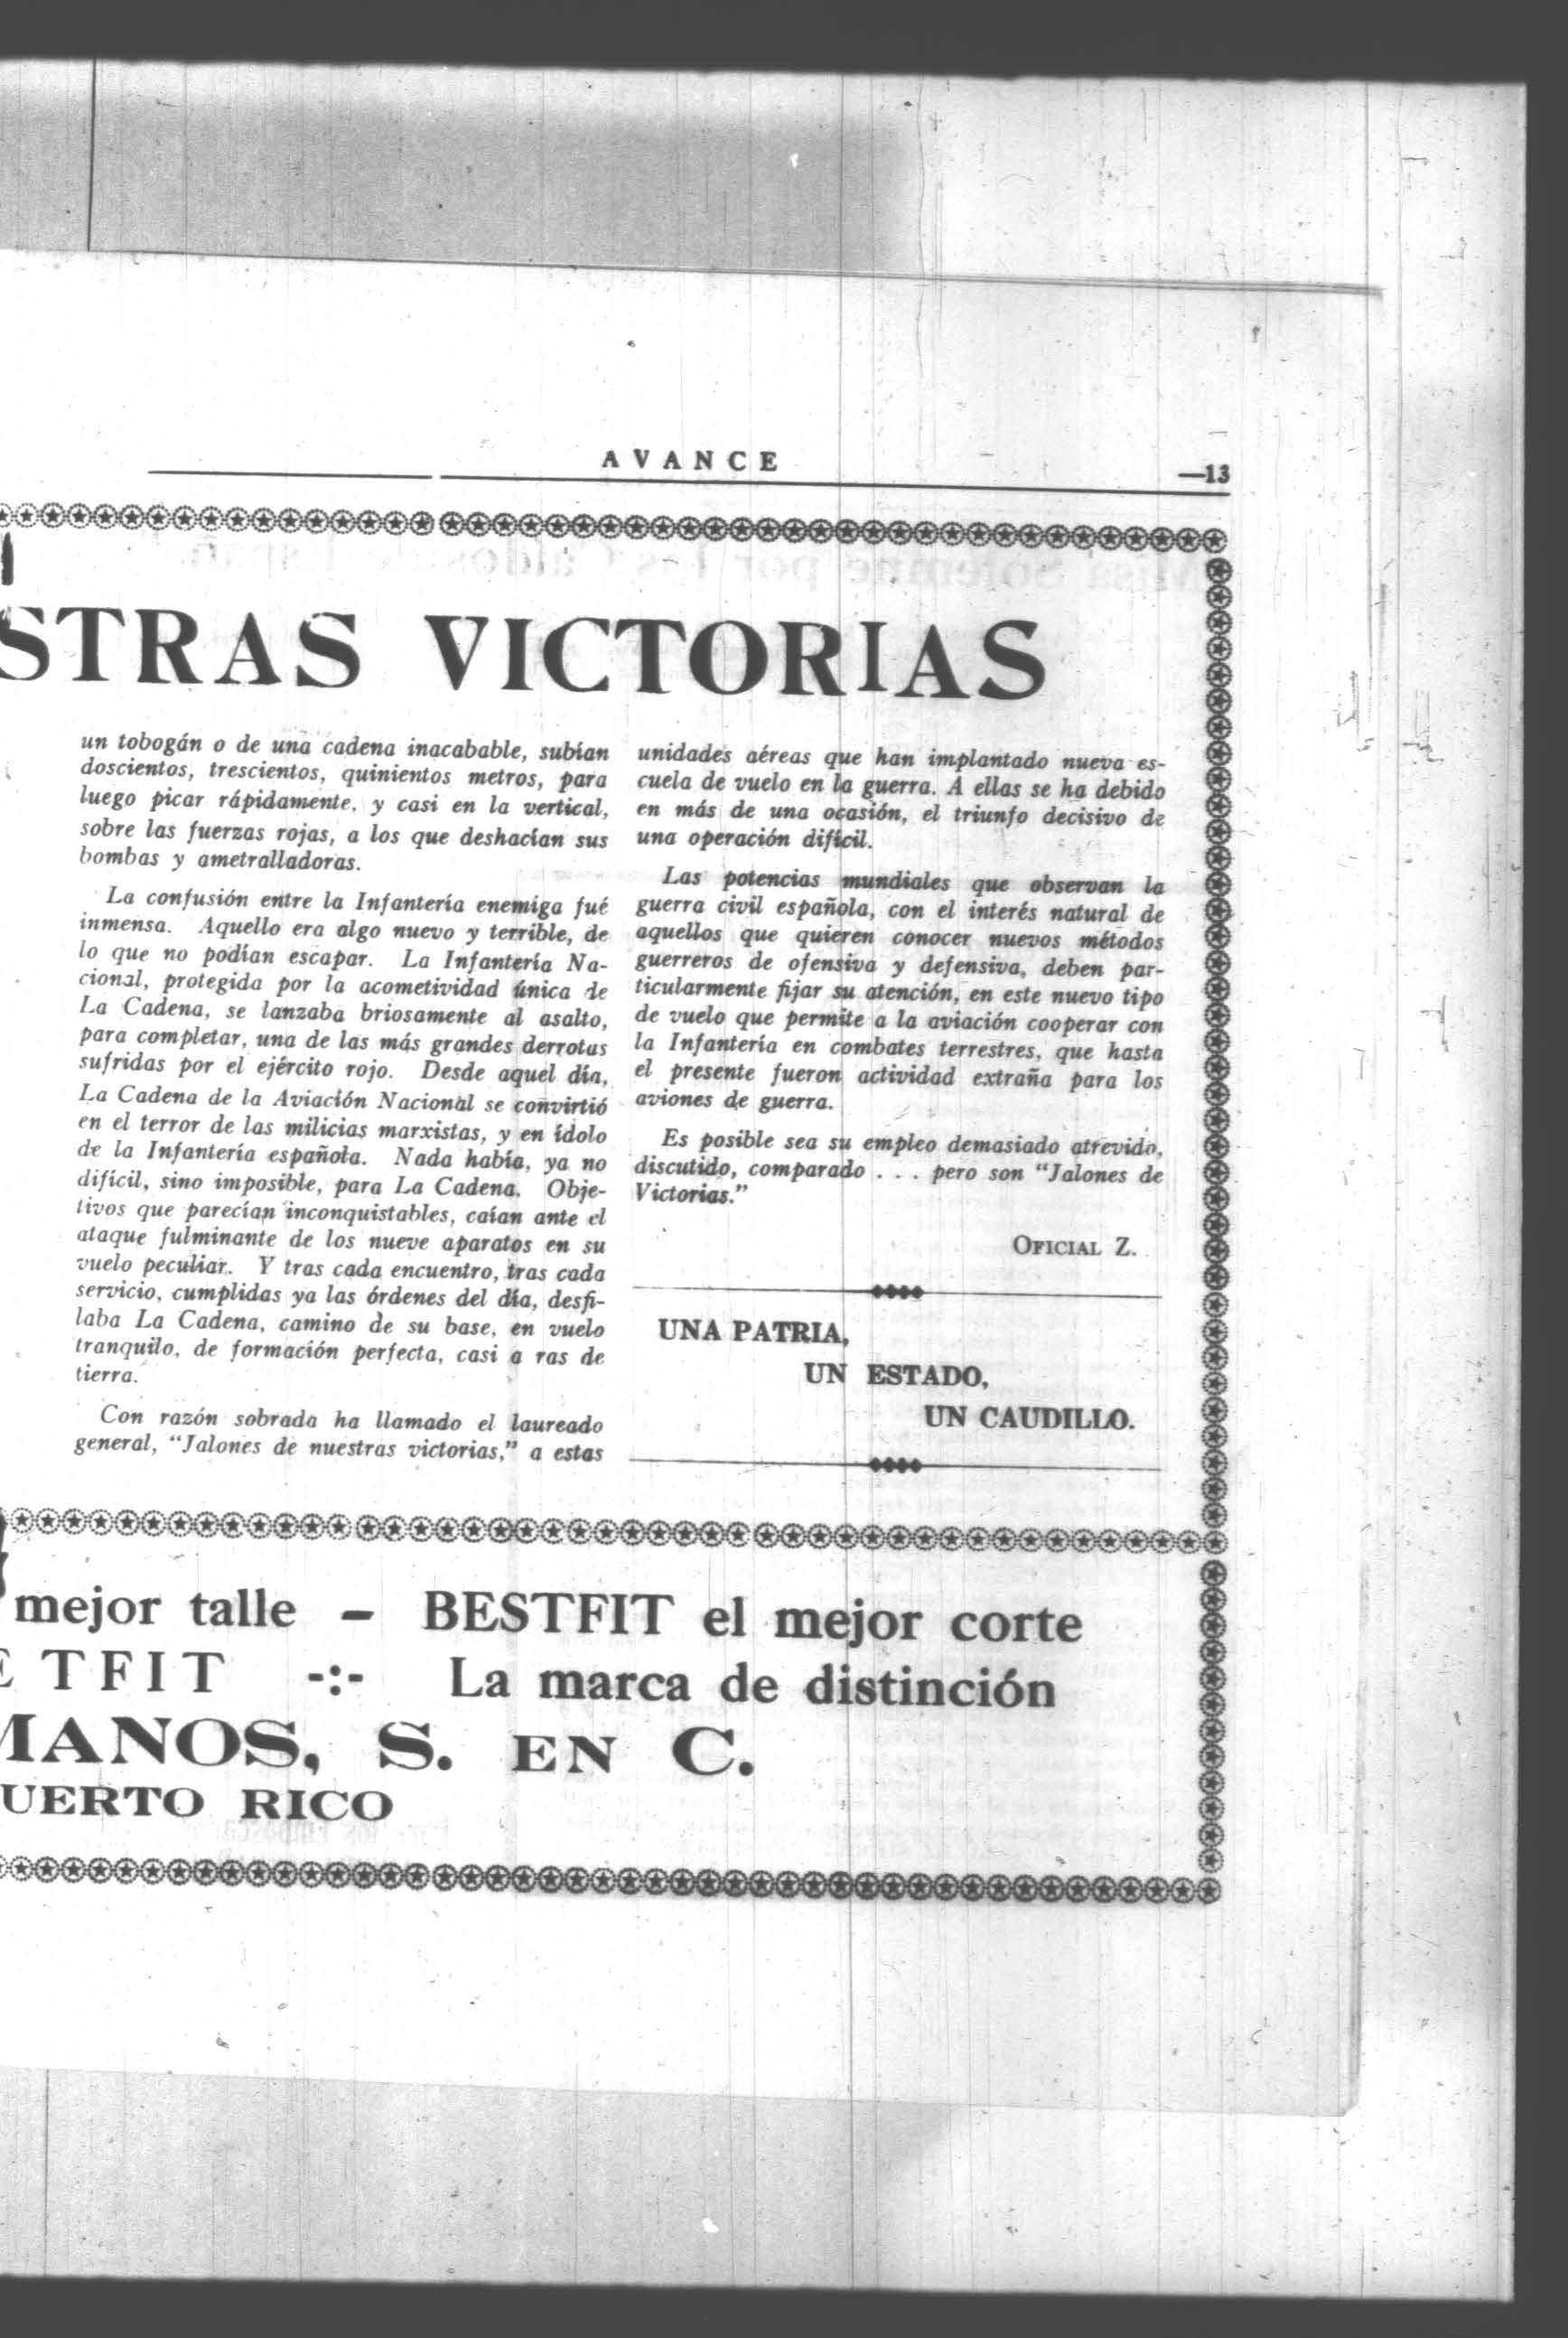 AVANCE
—13
STRAS VICTORIAS
un tobogán o de una cadena inacabable, subían
doscientos, trescientos, quinientos metros, para
luego picar rápidamente, y casi en la vertical,
sobre las fuerzas rojas, a los que deshacían sus
bombas y ametralladoras.
La confusión entre la Infantería enemiga fué
inmensa. Aquello era algo nuevo y terrible, de
lo que no podían escapar. La Infantería Na-
cional, protegida por la acometividad única de
La Cadena, se lanzaba briosamente al asalto,
para completar, una de las más grandes derrotas
sufridas por el ejército rojo. Desde aquel día,
La Cadena de la Aviación Nacional se convirtió
en el terror de las milicias marxistas, y en ídolo
de la Infantería española. Nada había, ya no
difícil, sino imposible, para La Cadena. Obje-
tivos que parecían inconquistables, caían ante el
ataque fulminante de los nueve aparatos en su
vuelo peculiar. Y tras cada encuentro, tras cada
servicio, cumplidas ya las órdenes del día, desfi-
laba La Cadena, camino de su base, en vuelo
tranquilo, de formación perfecta, casi a ras de
tierra.
Con razón sobrada ha llamado el laureado
general, "Jalones de nuestras victorias," a estas
unidades aéreas que han implantado nueva es-
cuela de vuelo en la guerra. A ellas se ha debido
en más de una ocasión, el triunfo decisivo de
una operación difícil.
Las potencias mundiales que observan la
guerra civil española, con el interés natural de
aquellos que quieren conocer nuevos métodos
guerreros de ofensiva y defensiva, deben par-
ticularmente fijar su atención, en este nuevo tipo
de vuelo que permite a la aviación cooperar con
la Infantería en combates terrestres, que hasta
el presente fueron actividad extraña para los
aviones de guerra.
Es posible sea su empleo demasiado atrevido,
discutido, comparado . . . pero son "Jalones de
Victorias."
OFICIAL Z.
UNA PATRIA,
UN ESTADO,
UN CAUDILLO.
mejor talle – BESTFIT el mejor corte
TFIT -:- La marca de distinción
MANOS, S. EN C.
UERTO RICO